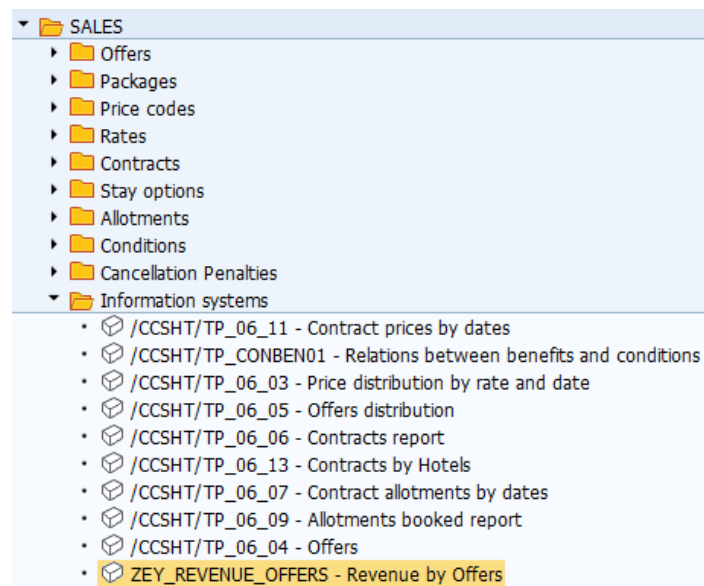 SALES
Offers
Packages
Price codes
Rates
Contracts
Stay options
Allotments
Conditions
Cancellation Penalties
Information systems
/CCSHT/TP_06_11 - Contract prices by dates
/CCSHT/TP_CONBEN01 - Relations between benefits and conditions
/CCSHT/TP_06_03 - Price distribution by rate and date
/CCSHT/TP_06_05 - Offers distribution
/CCSHT/TP_06_06 - Contracts report
/CCSHT/TP_06_13 - Contracts by Hotels
/CCSHT/TP_06_07 - Contract allotments by dates
/CCSHT/TP_06_09 - Allotments booked report
/CCSHT/TP_06_04 - Offers
ZEY_REVENUE_OFFERS - Revenue by Offers